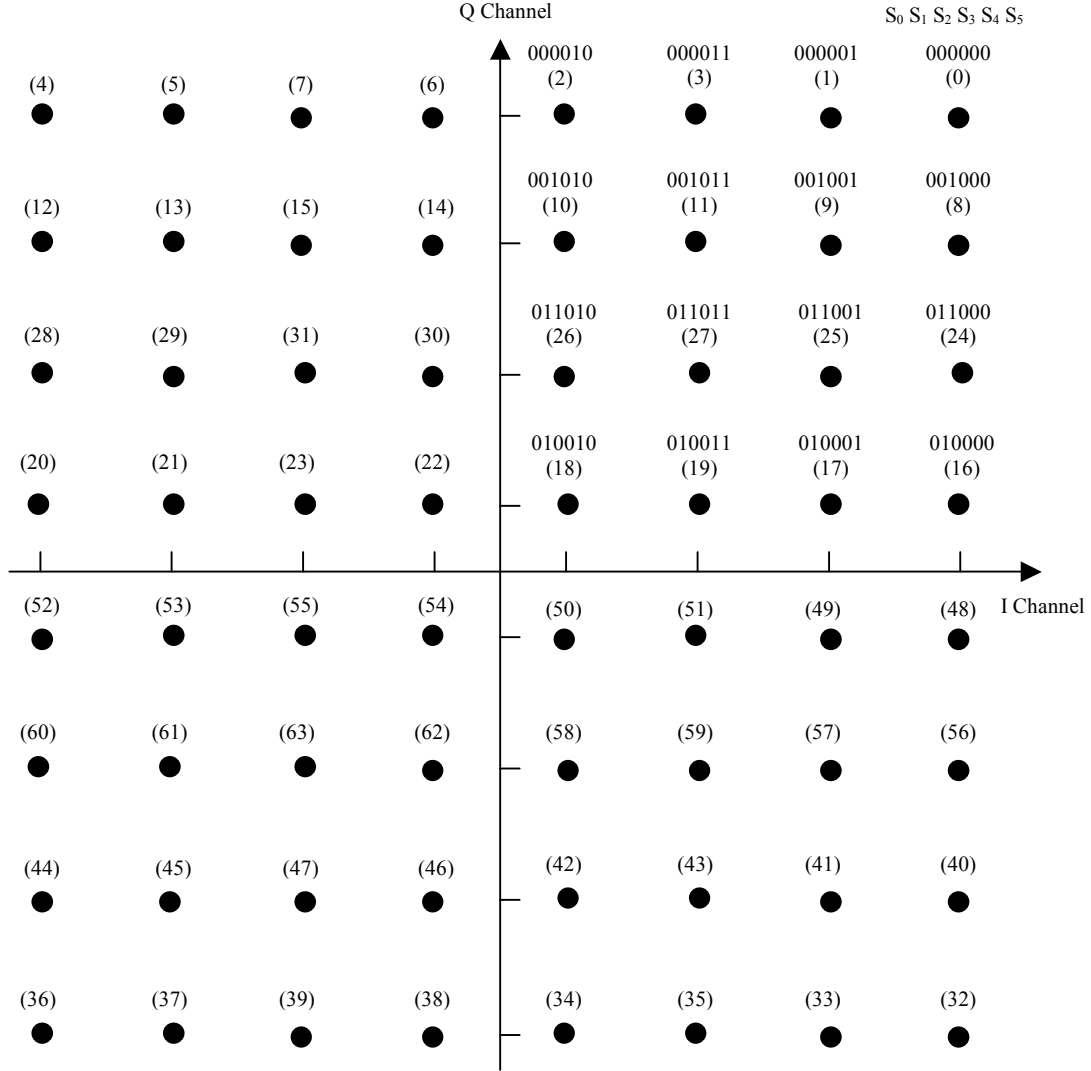 Q Channel
S₀ S₁ S₂ S₃ S₄ S₅
000010 000011 000001 000000
(4) (5) (7) (6) (2) (3) (1) (0)
001010 001011 001001 001000
(12) (13) (15) (14) (10) (11) (9) (8)
011010 011011 011001 011000
(28) (29) (31) (30) (26) (27) (25) (24)
010010 010011 010001 010000
(20) (21) (23) (22) (18) (19) (17) (16)
(52) (53) (55) (54) (50) (51) (49) (48)
I Channel
(60) (61) (63) (62) (58) (59) (57) (56)
(44) (45) (47) (46) (42) (43) (41) (40)
(36) (37) (39) (38) (34) (35) (33) (32)